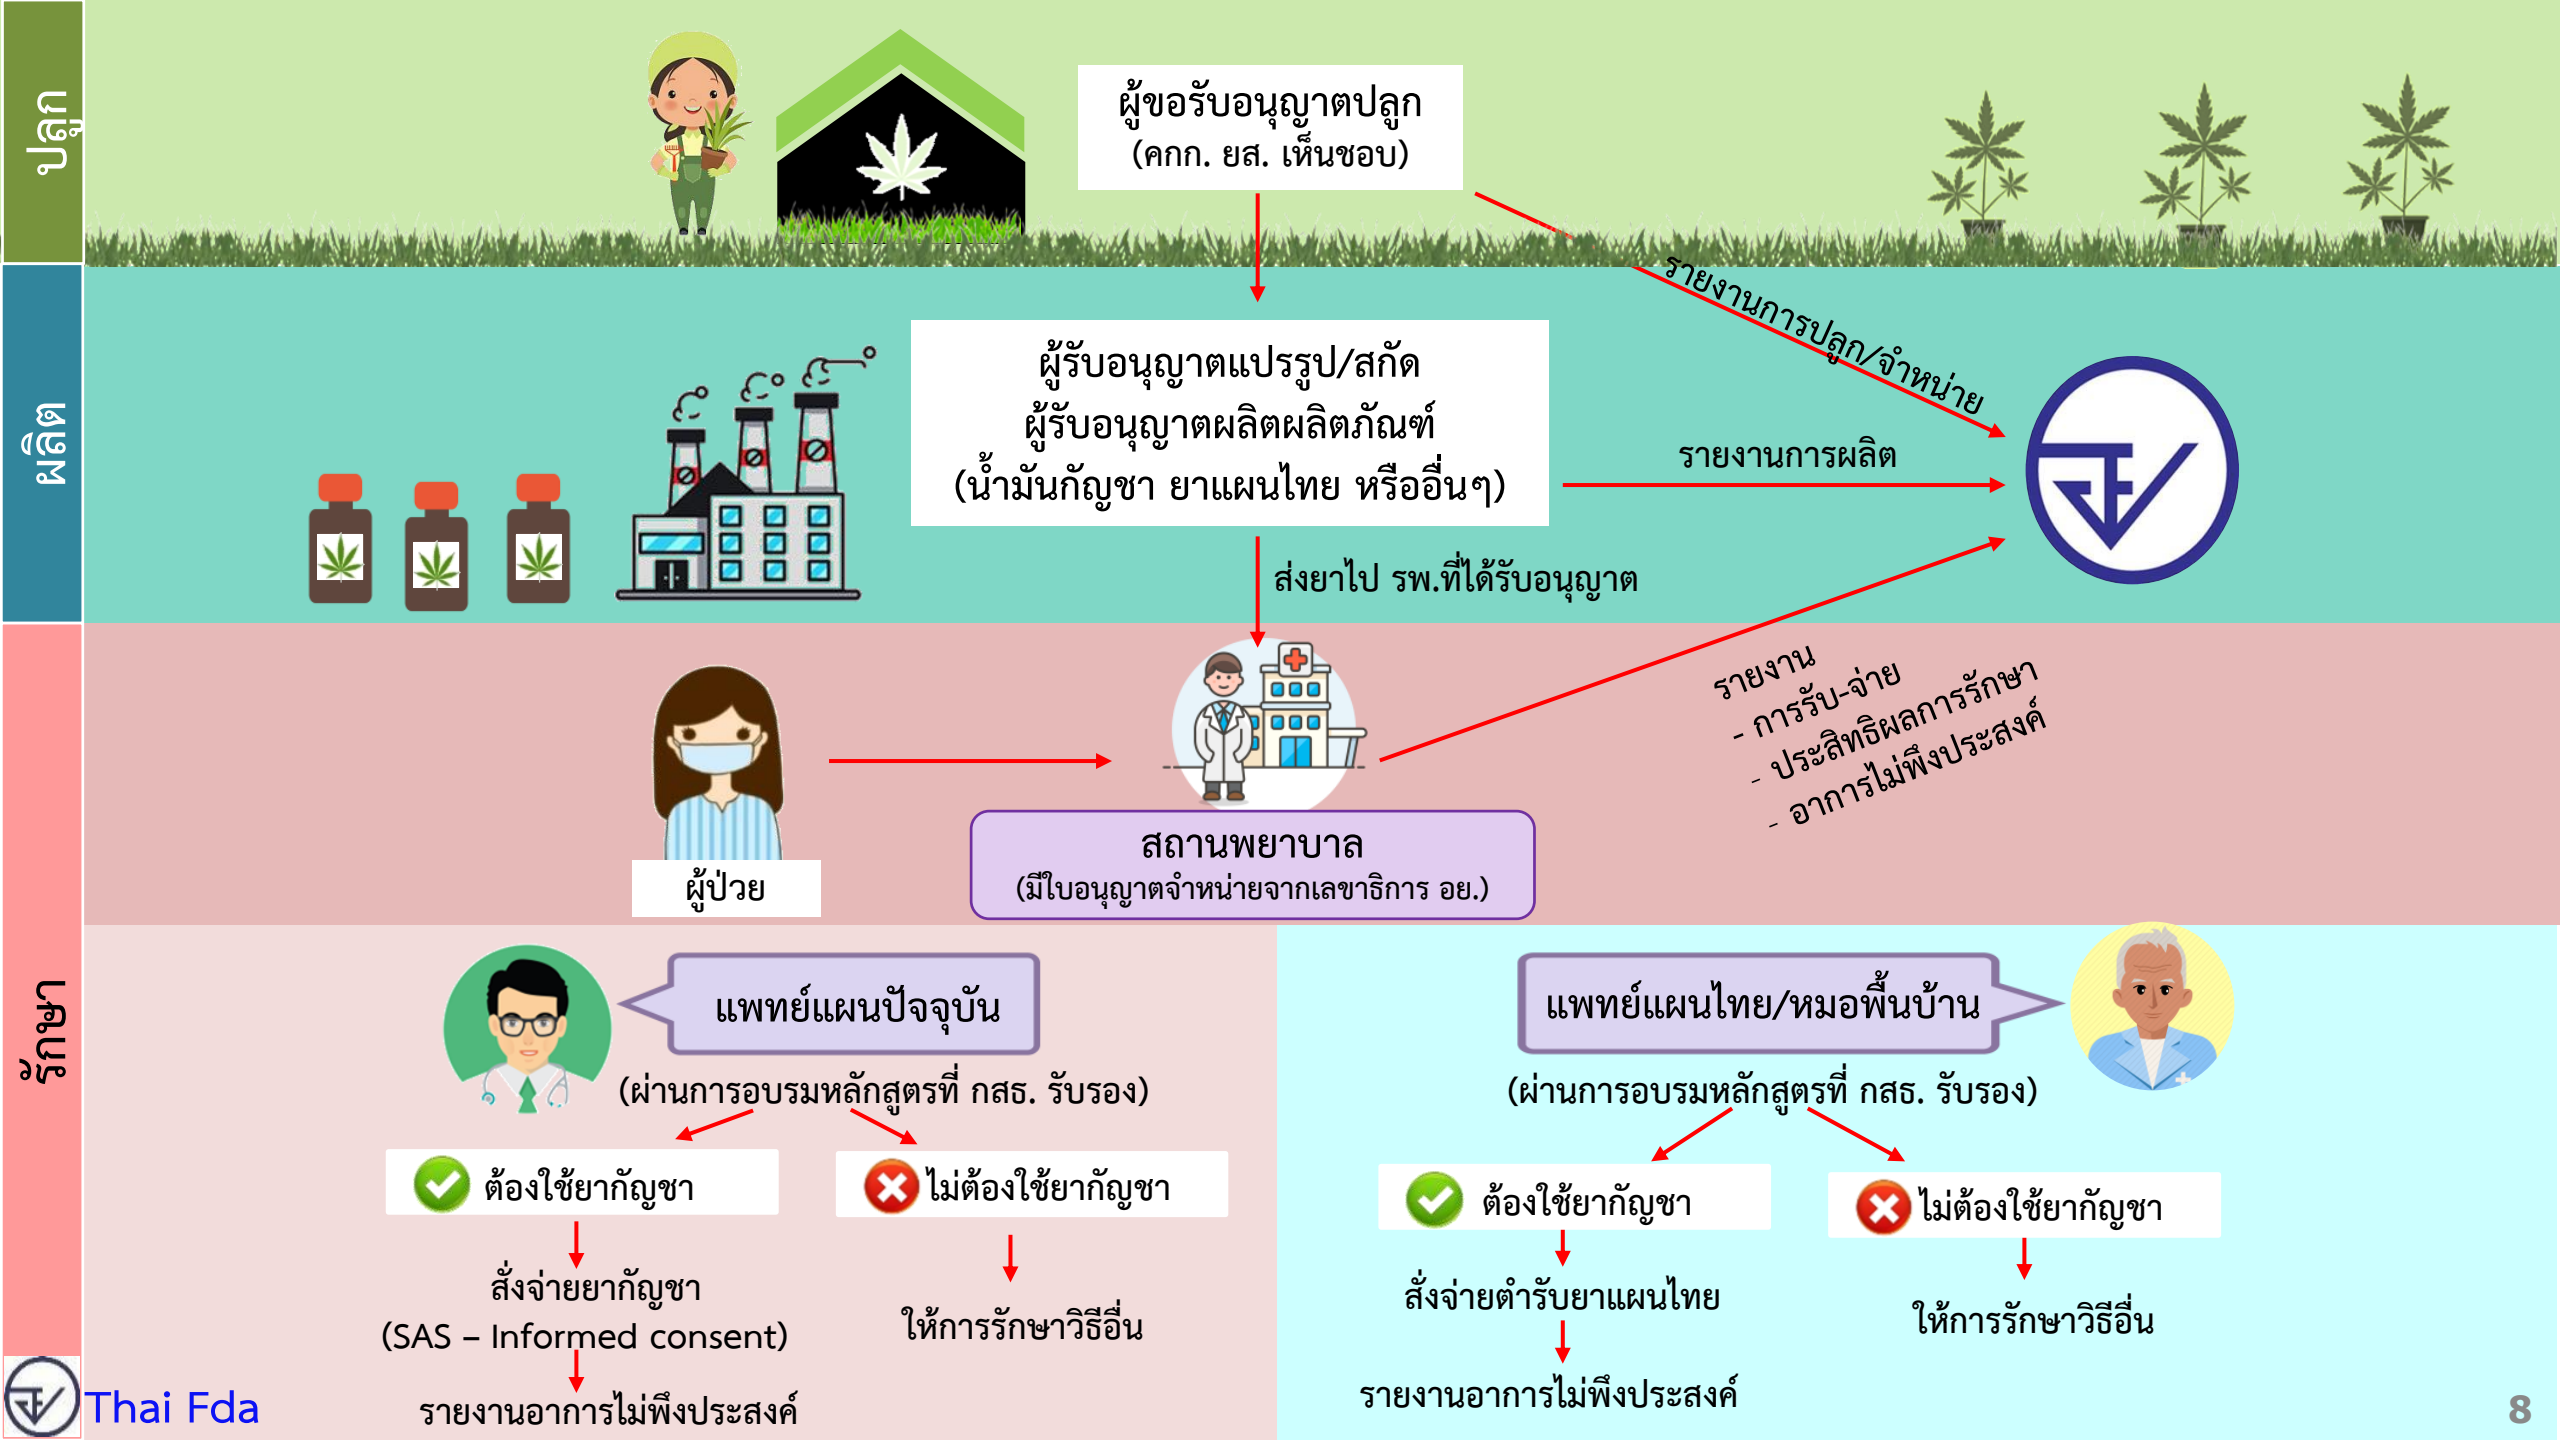 ปลูก
ผู้ขอรับอนุญาตปลูก
(คกก. ยส. เห็นชอบ)
ผลิต
ผู้รับอนุญาตแปรรูป/สกัด
ผู้รับอนุญาตผลิตผลิตภัณฑ์
(น้ำมันกัญชา ยาแผนไทย หรืออื่นๆ)
รายงานการปลูก/จำหน่าย
รายงานการผลิต
ส่งยาไป รพ.ที่ได้รับอนุญาต
รักษา
รายงาน
- การรับ-จ่าย
- ประสิทธิผลการรักษา
- อาการไม่พึงประสงค์
ผู้ป่วย
สถานพยาบาล
(มีใบอนุญาตจำหน่ายจากเลขาธิการ อย.)
แพทย์แผนปัจจุบัน
(ผ่านการอบรมหลักสูตรที่ กสธ. รับรอง)
ต้องใช้ยากัญชา
ไม่ต้องใช้ยากัญชา
สั่งจ่ายยากัญชา
(SAS – Informed consent)
ให้การรักษาวิธีอื่น
รายงานอาการไม่พึงประสงค์
แพทย์แผนไทย/หมอพื้นบ้าน
(ผ่านการอบรมหลักสูตรที่ กสธ. รับรอง)
ต้องใช้ยากัญชา
ไม่ต้องใช้ยากัญชา
สั่งจ่ายตำรับยาแผนไทย
ให้การรักษาวิธีอื่น
รายงานอาการไม่พึงประสงค์
Thai Fda
8